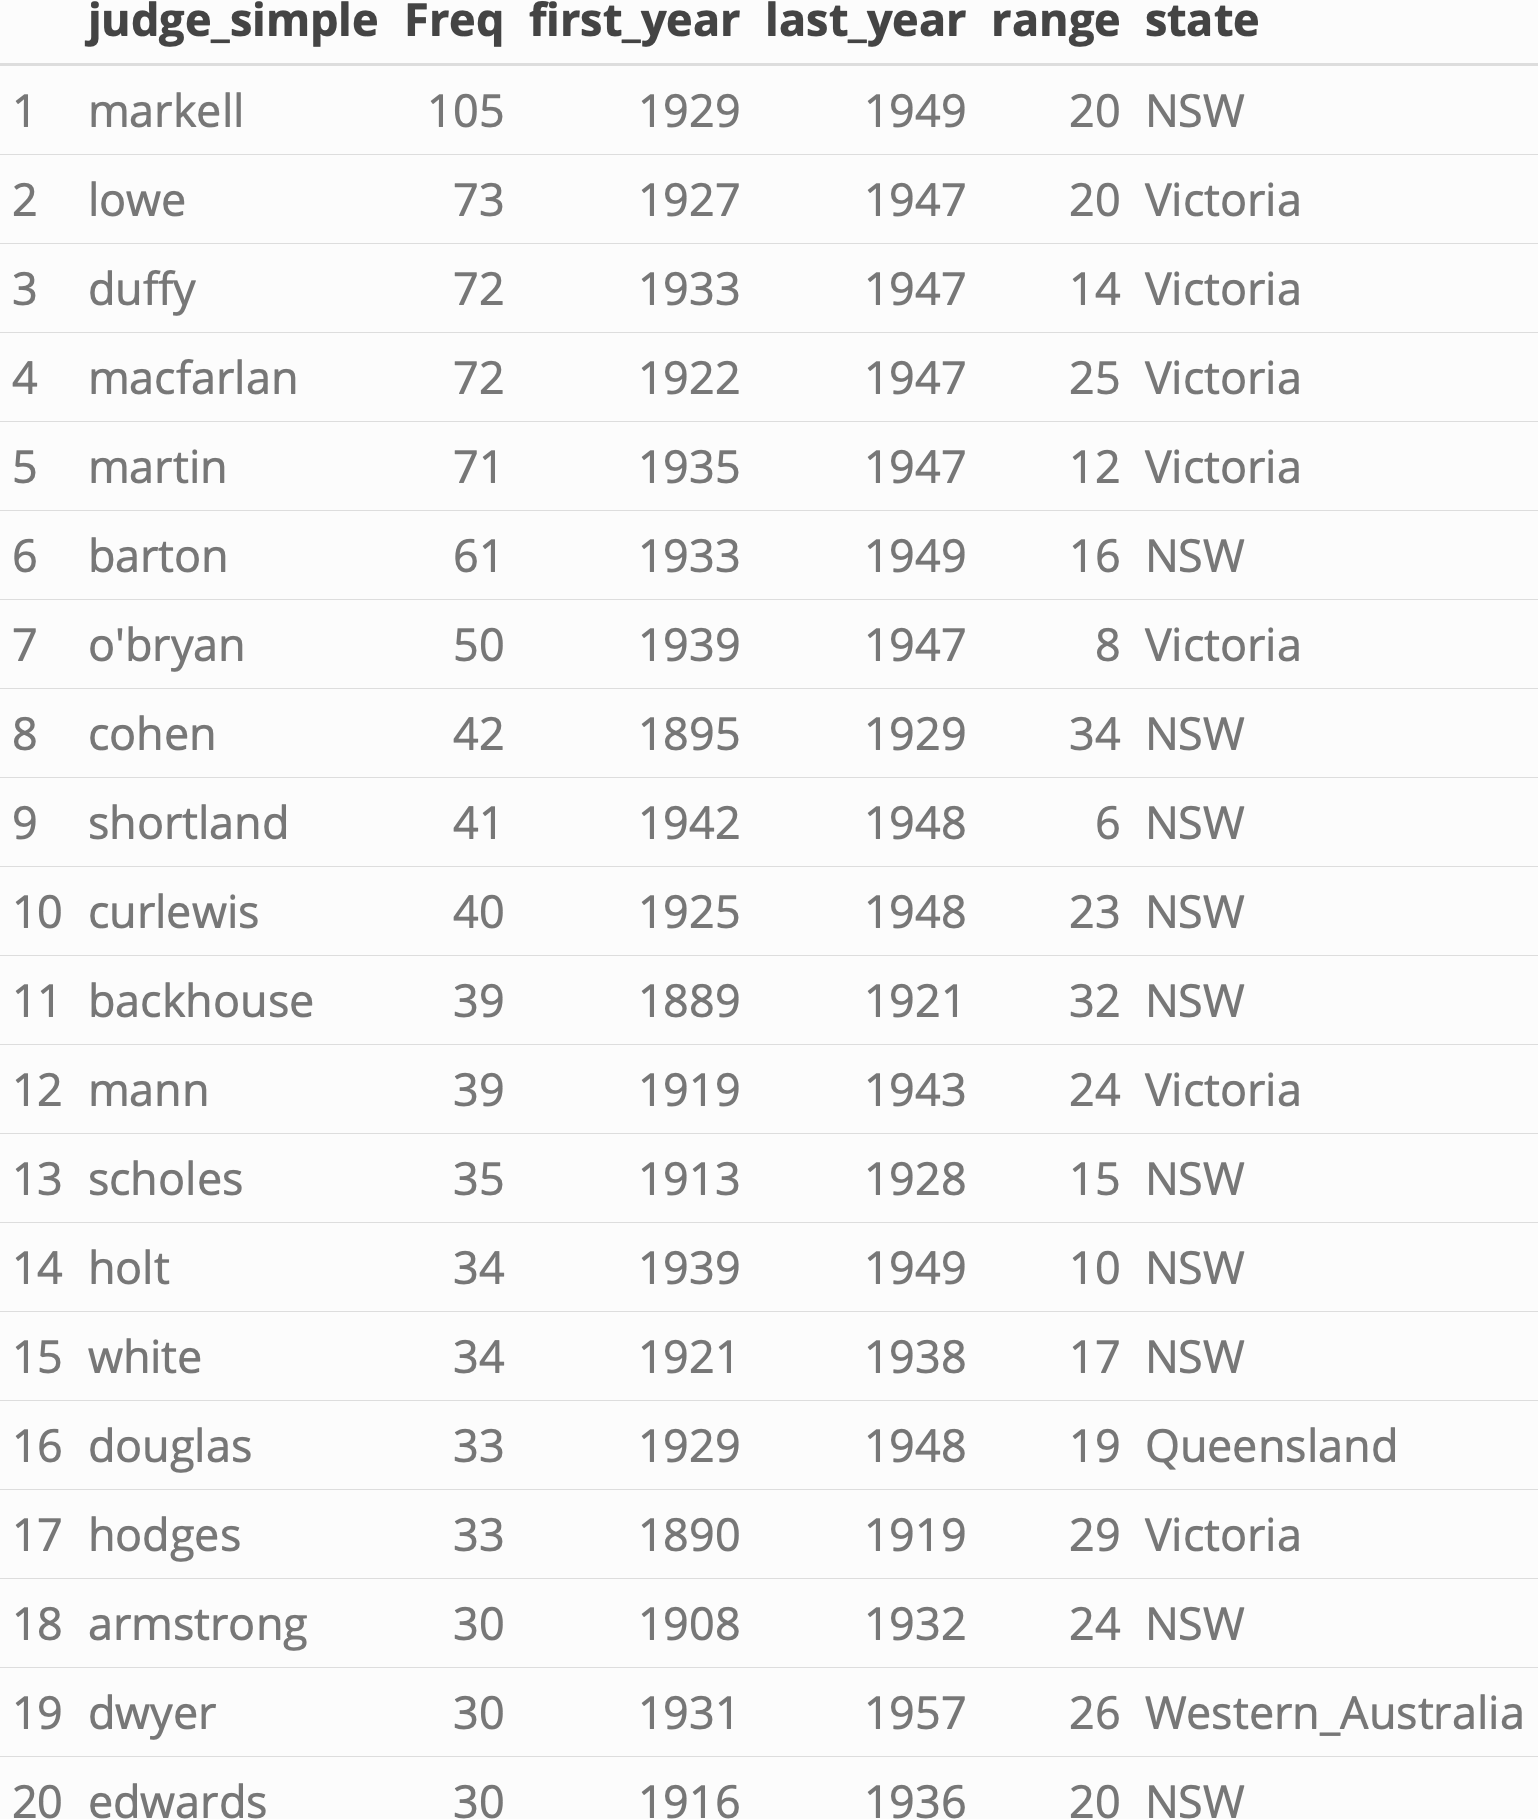 judge_simple Freq first_year last_year range state
1 markell 105 1929 1949 20 NSW
2 lowe 73 1927 1947 20 Victoria
3 duffy 72 1933 1947 14 Victoria
4 macfarlan 72 1922 1947 25 Victoria
5 martin 71 1935 1947 12 Victoria
6 barton 61 1933 1949 16 NSW
7 o'bryan 50 1939 1947 8 Victoria
8 cohen 42 1895 1929 34 NSW
9 shortland 41 1942 1948 6 NSW
10 curlewis 40 1925 1948 23 NSW
11 backhouse 39 1889 1921 32 NSW
12 mann 39 1919 1943 24 Victoria
13 scholes 35 1913 1928 15 NSW
14 holt 34 1939 1949 10 NSW
15 white 34 1921 1938 17 NSW
16 douglas 33 1929 1948 19 Queensland
17 hodges 33 1890 1919 29 Victoria
18 armstrong 30 1908 1932 24 NSW
19 dwyer 30 1931 1957 26 Western_Australia
20 edwards 30 1916 1936 20 NSW